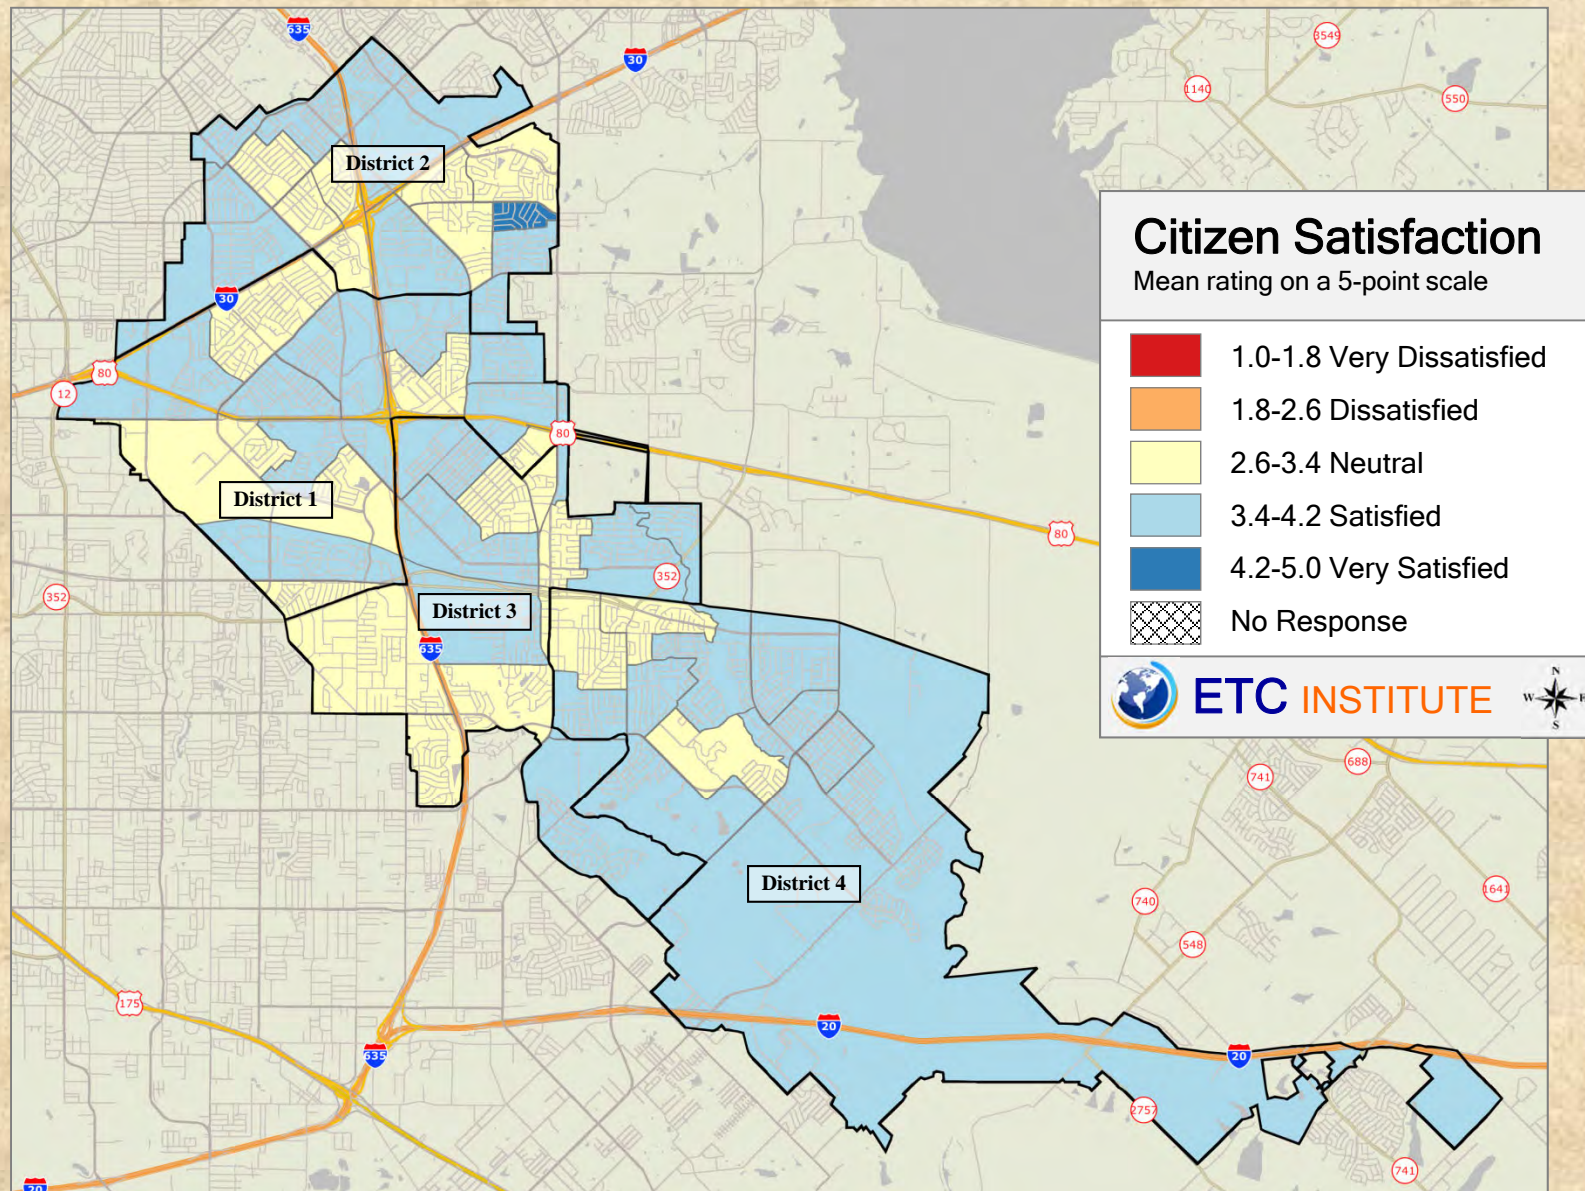 635
30
3549
1140
550
District 2
30
80
12
80
District 1
80
352
352
District 3
635
District 4
175
635
20
20
20
2757
741
740
548
1641
741
688
Citizen Satisfaction
Mean rating on a 5-point scale
1.0-1.8 Very Dissatisfied
1.8-2.6 Dissatisfied
2.6-3.4 Neutral
3.4-4.2 Satisfied
4.2-5.0 Very Satisfied
No Response
ETC INSTITUTE
N
W
E
S